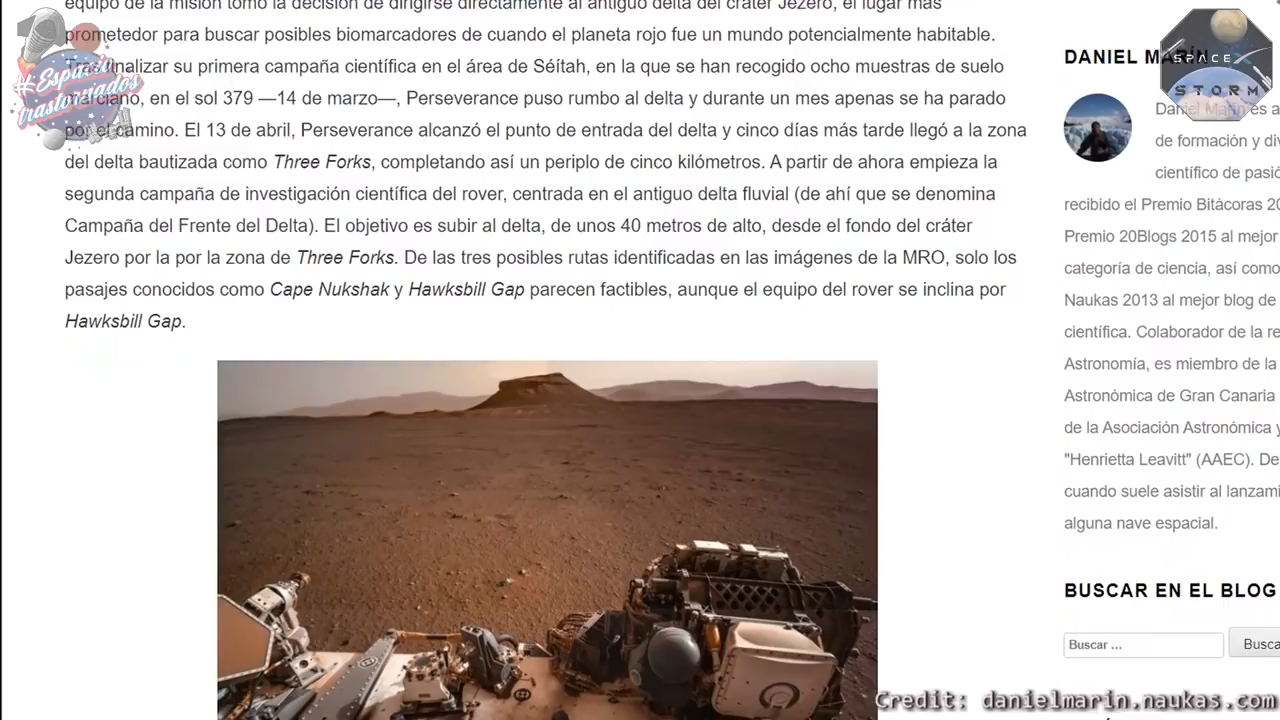 equipo de la misión tomó la decisión de dirigirse directamente al antiguo delta del cráter Jezero, el lugar más
prometedor para buscar posibles biomarcadores de cuando el planeta rojo fue un mundo potencialmente habitable.
finalizar su primera campaña científica en el área de Séítah, en la que se han recogido ocho muestras de suelo
marciano, en el sol 379 —14 de marzo—, Perseverance puso rumbo al delta y durante un mes apenas se ha parado
por el camino. El 13 de abril, Perseverance alcanzó el punto de entrada del delta y cinco días más tarde llegó a la zona
del delta bautizada como Three Forks, completando así un periplo de cinco kilómetros. A partir de ahora empieza la
segunda campaña de investigación científica del rover, centrada en el antiguo delta fluvial (de ahí que se denomina
Campaña del Frente del Delta). El objetivo es subir al delta, de unos 40 metros de alto, desde el fondo del cráter
Jezero por la por la zona de Three Forks. De las tres posibles rutas identificadas en las imágenes de la MRO, solo los
pasajes conocidos como Cape Nukshak y Hawksbill Gap parecen factibles, aunque el equipo del rover se inclina por
Hawksbill Gap.
#Espacio
trastornados
SPACEX
STORM
DANIEL MARÍN
Daniel Marín es a
de formación y div
científico de pasió
recibido el Premio Bitácoras 20
Premio 20Blogs 2015 al mejor
categoría de ciencia, así como
Naukas 2013 al mejor blog de
científica. Colaborador de la re
Astronomía, es miembro de la
Astronómica de Gran Canaria
de la Asociación Astronómica y
"Henrietta Leavitt" (AAEC). De
cuando suele asistir al lanzami
alguna nave espacial.
BUSCAR EN EL BLOG
Buscar ...
Busca
Credit: danielmarin.naukas.com